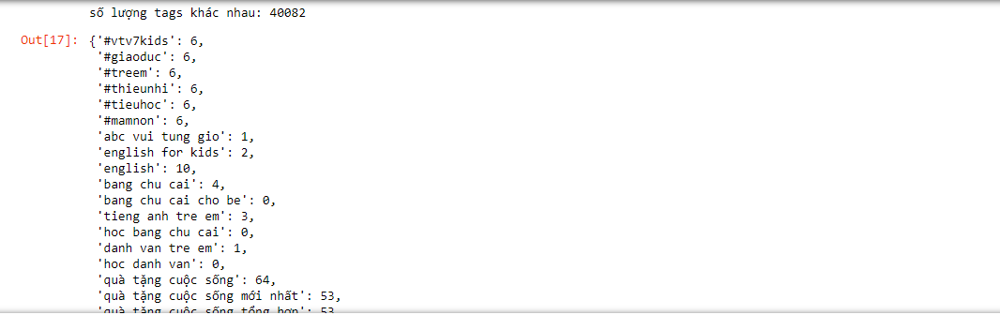 số lượng tags khác nhau: 40082
Out[17]: {'#vtv7kids': 6,
'#giaoduc': 6,
'#treem': 6,
'#thieunhi': 6,
'#tieuhoc': 6,
'#mamnon': 6,
'abc vui tung gio': 1,
'english for kids': 2,
'english': 10,
'bang chu cai': 4,
'bang chu cai cho be': 0,
'tieng anh tre em': 3,
'hoc bang chu cai': 0,
'danh van tre em': 1,
'hoc danh van': 0,
'quà tặng cuộc sống': 64,
'quà tặng cuộc sống mới nhất': 53,
'quà tặng cuộc sống tổng hợp': 53